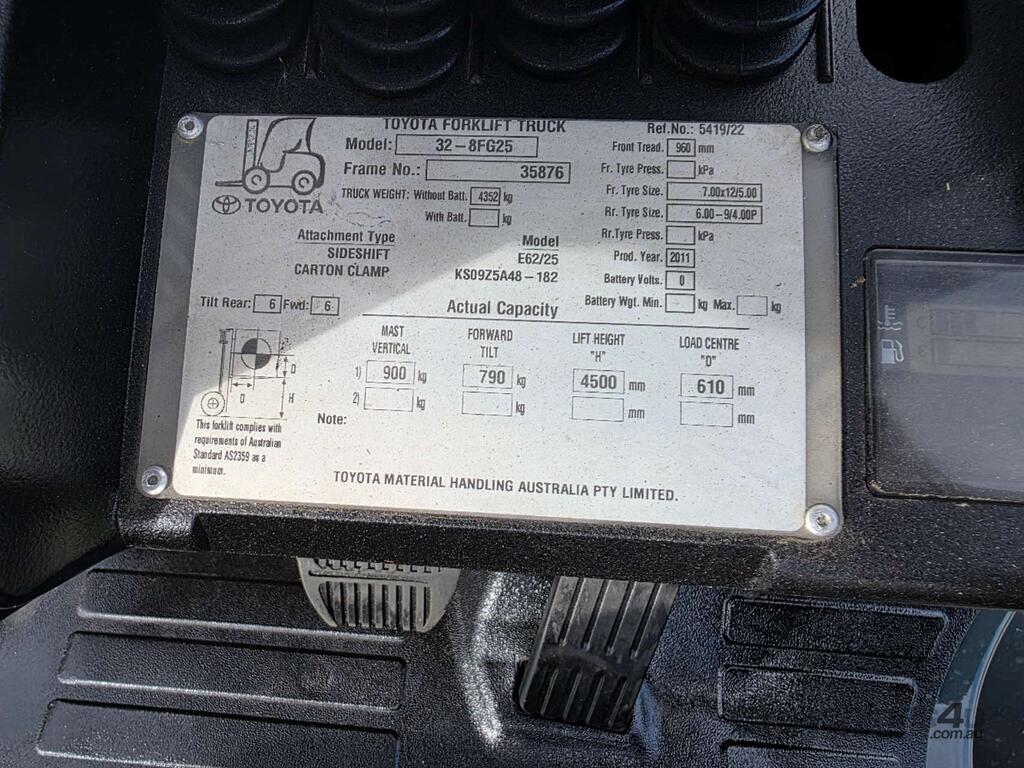 TOYOTA FORKLIFT TRUCK
Ref.No.: 5419/22
Model: 32-8FG25
Front Tread. 960 mm
Frame No.: 35876
Fr. Tyre Press. kPa
TRUCK WEIGHT: Without Batt. 4352 kg
Fr. Tyre Size. 7.00x12/5.00
TOYOTA
With Batt. kg
Rr. Tyre Size. 6.00-9/4.00P
Attachment Type
Model
Rr.Tyre Press. kPa
SIDESHIFT
E62/25
Prod. Year. 2011
CARTON CLAMP
KS09Z5A48-182
Battery Volts. 0
Tilt Rear: 6 Fwd: 6
Actual Capacity
Battery Wgt. Min. - kg Max. kg
MAST VERTICAL
FORWARD TILT
LIFT HEIGHT "H"
LOAD CENTRE "D"
1) 900 kg 790 kg 4500 mm 610 mm
2) kg kg mm mm
D
D H
Note:
This forklift complies with
requirements of Australian
Standard AS2359 as a
minimum.
TOYOTA MATERIAL HANDLING AUSTRALIA PTY LIMITED.
4
.com.au